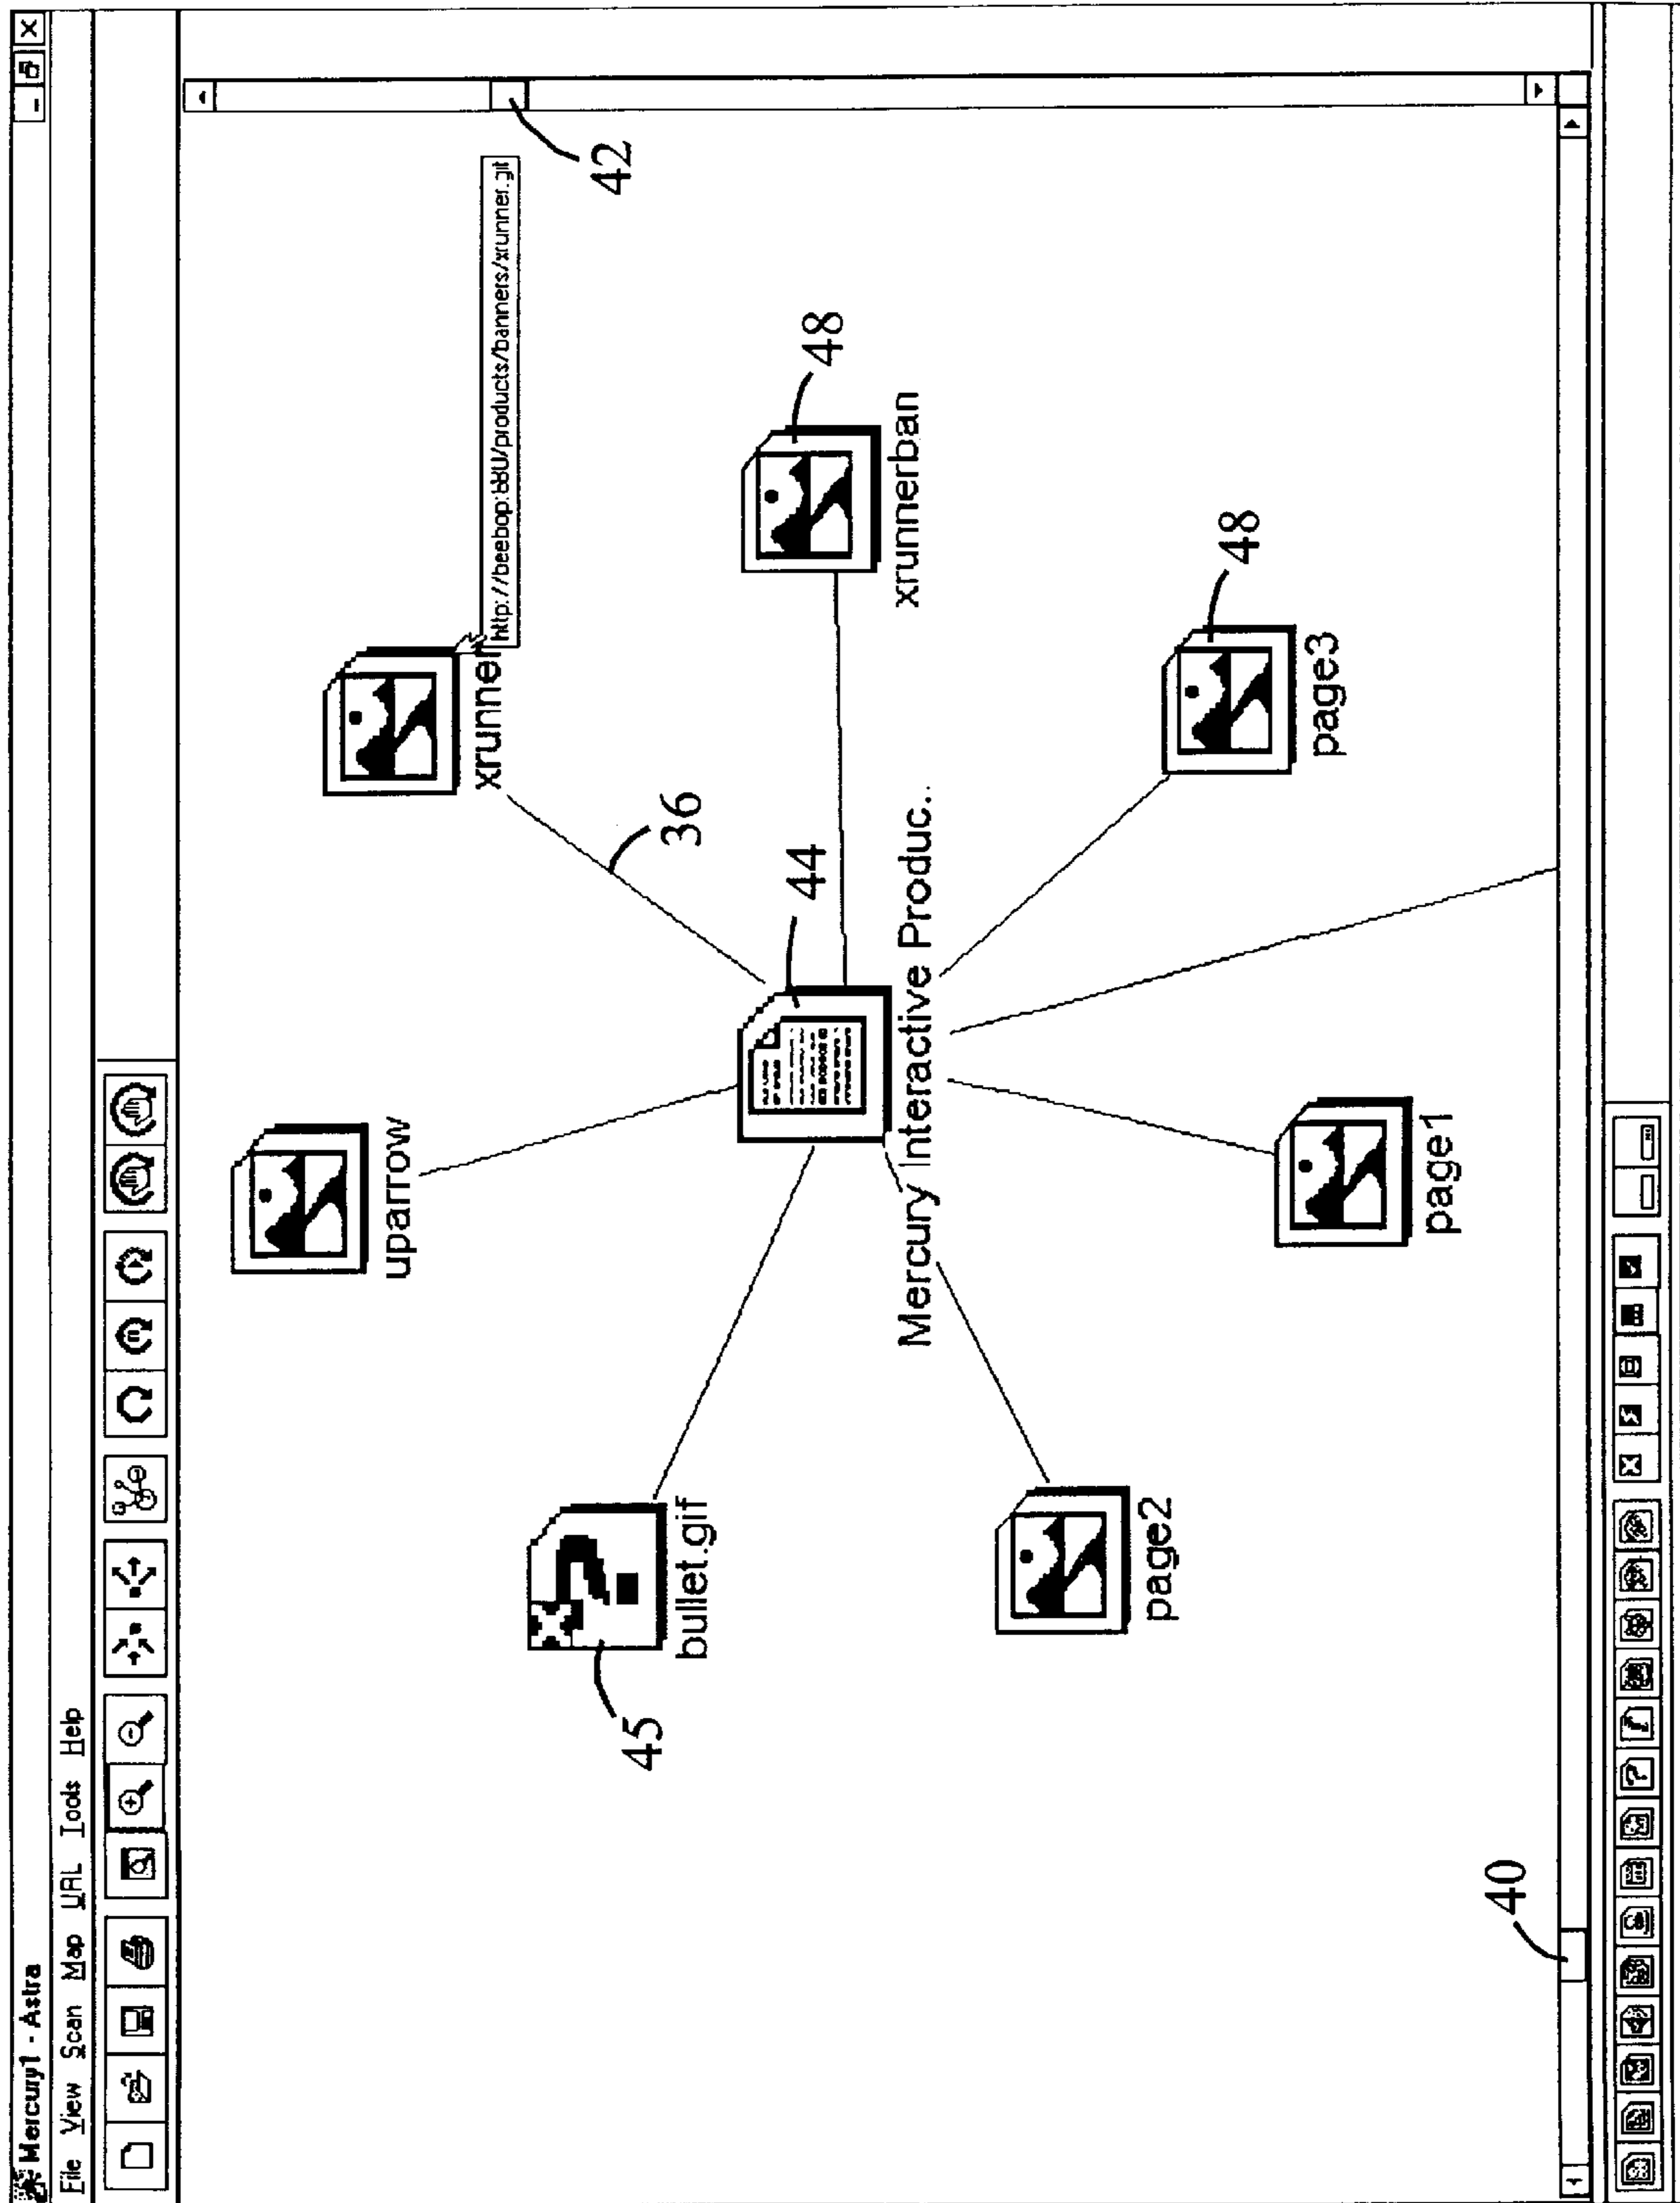 Mercury1 - Astra
File View Scan Map URL Tools Help
uparrow
xrunner
http://beebop:880/products/banners/xrunner.gif
42
36
bullet.gif
45
44
48
xrunnerban
Mercury Interactive Produc..
48
page2
page3
page1
40